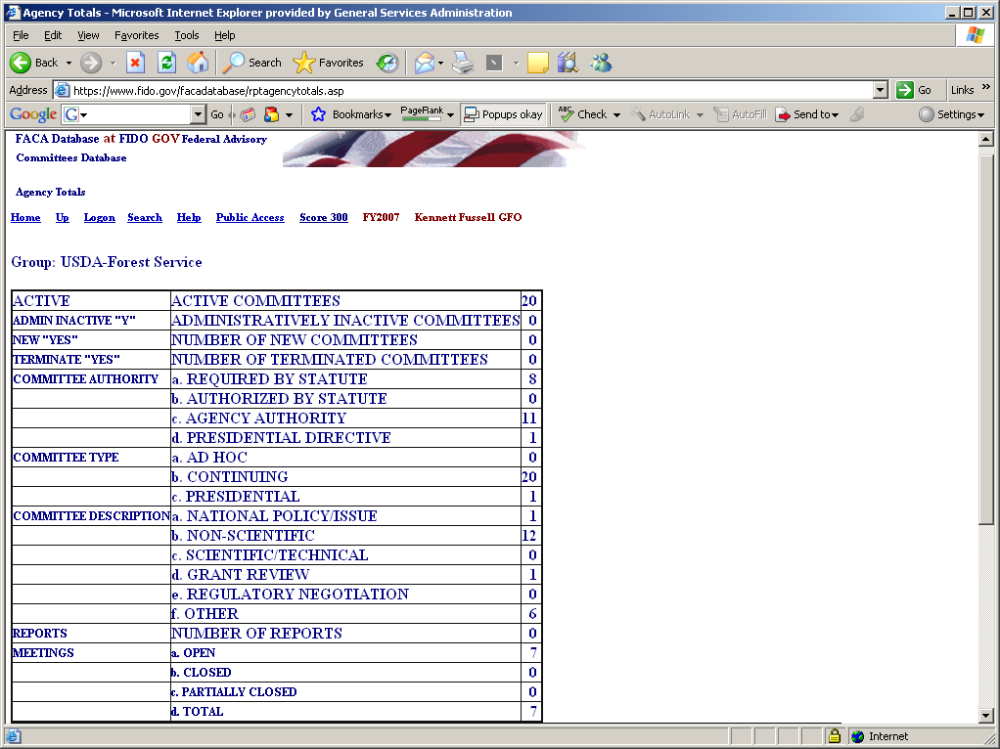 Agency Totals - Microsoft Internet Explorer provided by General Services Administration
File Edit View Favorites Tools Help
Back Search Favorites
Address https://www.fido.gov/facadatabase/rptagencytotals.asp Go Links »
Google G Go Bookmarks PageRank Popups okay ABC Check AutoLink AutoFill Send to Settings
FACA Database at FIDO GOV Federal Advisory
Committees Database
Agency Totals
Home Up Logon Search Help Public Access Score 300 FY2007 Kennett Fussell GFO
Group: USDA-Forest Service
ACTIVE ACTIVE COMMITTEES 20
ADMIN INACTIVE "Y" ADMINISTRATIVELY INACTIVE COMMITTEES 0
NEW "YES" NUMBER OF NEW COMMITTEES 0
TERMINATE "YES" NUMBER OF TERMINATED COMMITTEES 0
COMMITTEE AUTHORITY a. REQUIRED BY STATUTE 8
b. AUTHORIZED BY STATUTE 0
c. AGENCY AUTHORITY 11
d. PRESIDENTIAL DIRECTIVE 1
COMMITTEE TYPE a. AD HOC 0
b. CONTINUING 20
c. PRESIDENTIAL 1
COMMITTEE DESCRIPTION a. NATIONAL POLICY/ISSUE 1
b. NON-SCIENTIFIC 12
c. SCIENTIFIC/TECHNICAL 0
d. GRANT REVIEW 1
e. REGULATORY NEGOTIATION 0
f. OTHER 6
REPORTS NUMBER OF REPORTS 0
MEETINGS a. OPEN 7
b. CLOSED 0
c. PARTIALLY CLOSED 0
d. TOTAL 7
Internet